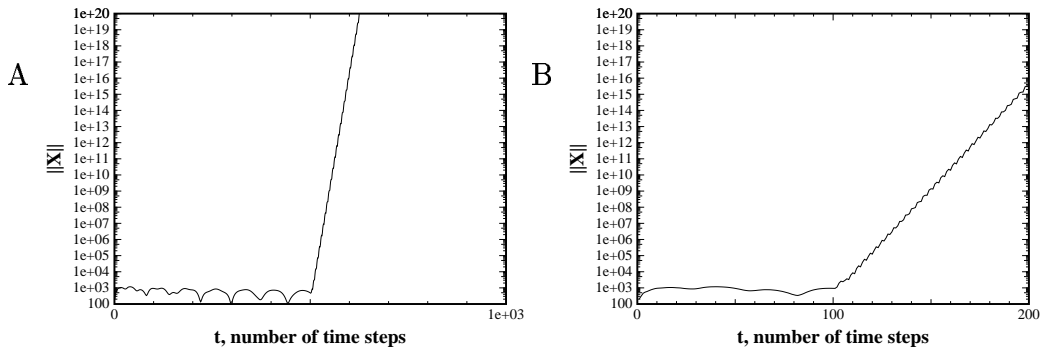 A
||X||
1e+20
1e+19
1e+18
1e+17
1e+16
1e+15
1e+14
1e+13
1e+12
1e+11
1e+10
1e+09
1e+08
1e+07
1e+06
1e+05
1e+04
1e+03
100
0
1e+03
t, number of time steps
B
||X||
1e+20
1e+19
1e+18
1e+17
1e+16
1e+15
1e+14
1e+13
1e+12
1e+11
1e+10
1e+09
1e+08
1e+07
1e+06
1e+05
1e+04
1e+03
100
0
100
200
t, number of time steps